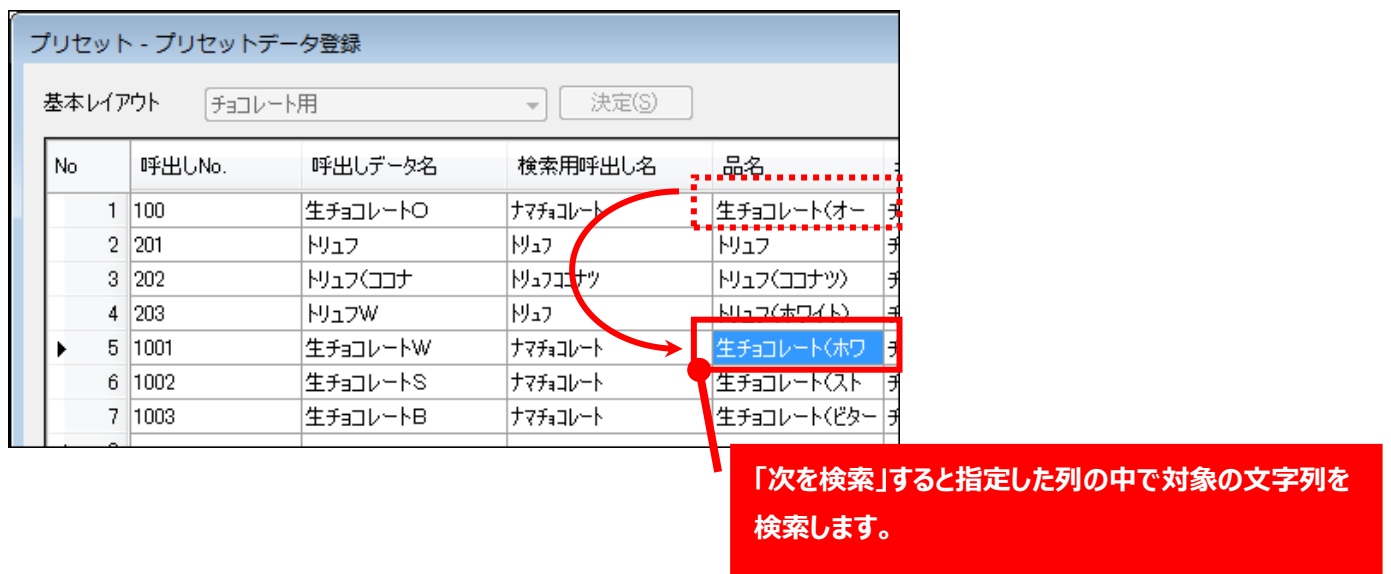 プリセット - プリセットデータ登録
基本レイアウト チョコレート用 決定(S)
No 呼出しNo. 呼出しデータ名 検索用呼出し名 品名
1 100 生チョコレートO ナマチョコレート 生チョコレート(オー チ
2 201 トリュフ トリュフ トリュフ チ
3 202 トリュフ(ココナ トリュフココナツ トリュフ(ココナツ) チ
4 203 トリュフW トリュフ トリュフ(ホワイト) チ
5 1001 生チョコレートW ナマチョコレート 生チョコレート(ホワ チ
6 1002 生チョコレートS ナマチョコレート 生チョコレート(スト チ
7 1003 生チョコレートB ナマチョコレート 生チョコレート(ビター チ
「次を検索」すると指定した列の中で対象の文字列を
検索します。